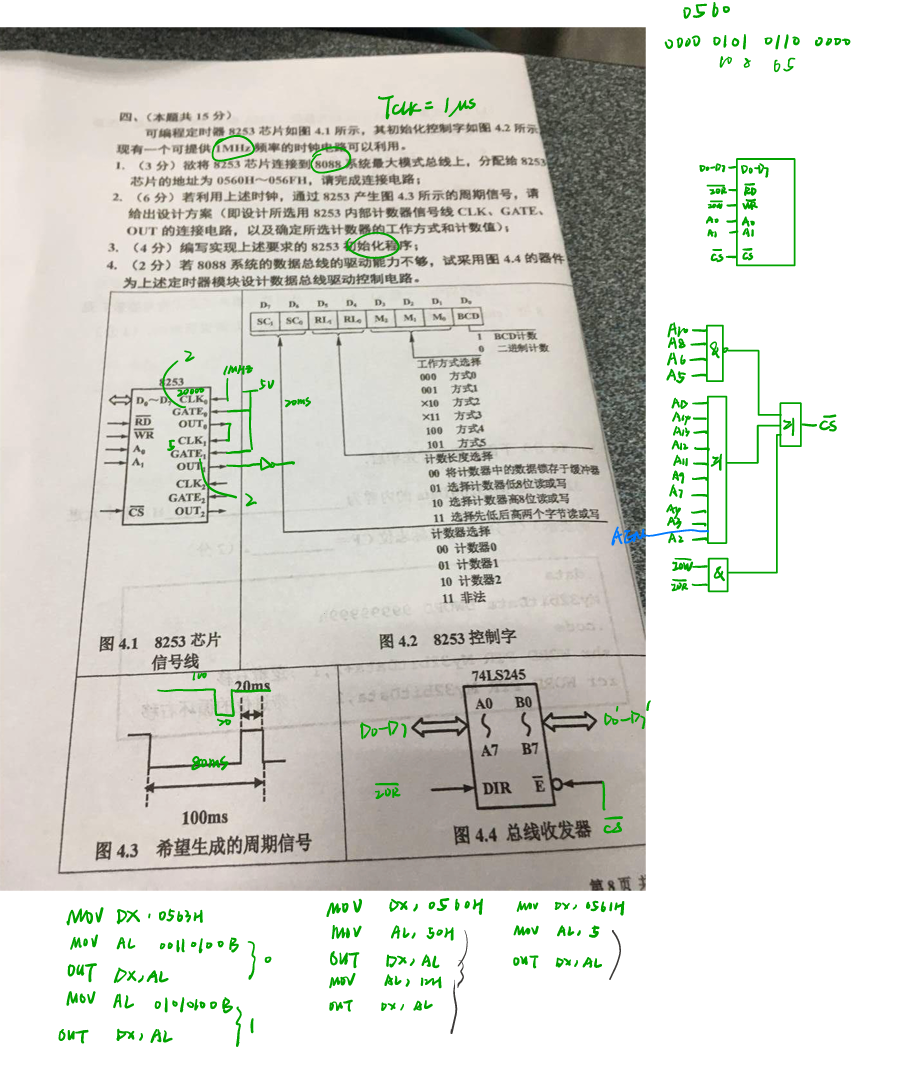 0560
0000 0101 0110 0000
10 8 65
TCLK = 1μs
四、(本题共 15 分)
可编程定时器 8253 芯片如图 4.1 所示，其初始化控制字如图 4.2 所示，
现有一个可提供 1MHz 频率的时钟电路可以利用。
1. (3 分) 欲将 8253 芯片连接到 8088 系统最大模式总线上，分配给 8253
芯片的地址为 0560H～056FH，请完成连接电路；
2. (6 分) 若利用上述时钟，通过 8253 产生图 4.3 所示的周期信号，请
给出设计方案（即设计所选用 8253 内部计数器信号线 CLK、GATE、
OUT 的连接电路，以及确定所选计数器的工作方式和计数值）；
3. (4 分) 编写实现上述要求的 8253 初始化程序；
4. (2 分) 若 8088 系统的数据总线的驱动能力不够，试采用图 4.4 的器件
为上述定时器模块设计数据总线驱动控制电路。
D0-D7 D0-D7
IOR RD
IOW WR
A0 A0
A1 A1
CS CS
D7 D6 D5 D4 D3 D2 D1 D0
SC1 SC0 RL1 RL0 M2 M1 M0 BCD
1 BCD计数
0 二进制计数
工作方式选择
000 方式0
001 方式1
×10 方式2
×11 方式3
100 方式4
101 方式5
计数长度选择
00 将计数器中的数据锁存于缓冲器
01 选择计数器低8位读或写
10 选择计数器高8位读或写
11 选择先低后高两个字节读或写
计数器选择
00 计数器0
01 计数器1
10 计数器2
11 非法
2
8253
1MHz
5V
20000
20ms
D0～D7 CLK0
GATE0
RD OUT0
WR 5 CLK1
A0 GATE1
A1 OUT1
CLK2
GATE2
CS OUT2
2
A10
A8
A6
A5
&
A15
A14
A13
A12
A11
A9
A7
A4
A3
AEN
A2
≥1
≥1
CS
IOW
IOR
&
图 4.1 8253 芯片
信号线
图 4.2 8253 控制字
100
20ms
20
80ms
100ms
图 4.3 希望生成的周期信号
74LS245
A0 B0
A7 B7
D0-D7
D0'-D7'
IOR
DIR E
CS
图 4.4 总线收发器
第 8 页
MOV DX, 0563H
MOV AL 00110100B
OUT DX, AL
0
MOV AL 01010100B
OUT DX, AL
1
MOV DX, 0560H
MOV AL, 50H
OUT DX, AL
MOV AL, 12H
OUT DX, AL
MOV DX, 0561H
MOV AL, 5
OUT DX, AL